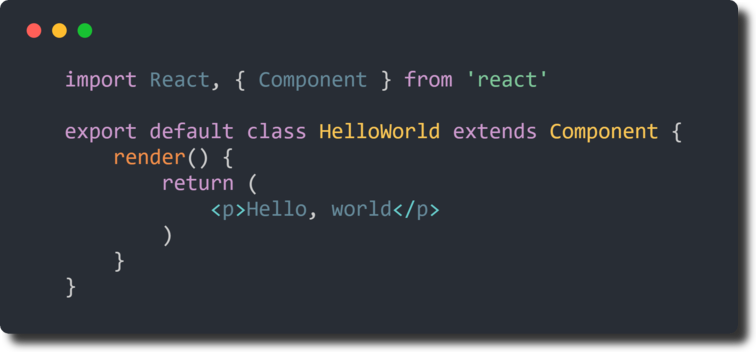 import React, { Component } from 'react'

export default class HelloWorld extends Component {
    render() {
        return (
            <p>Hello, world</p>
        )
    }
}